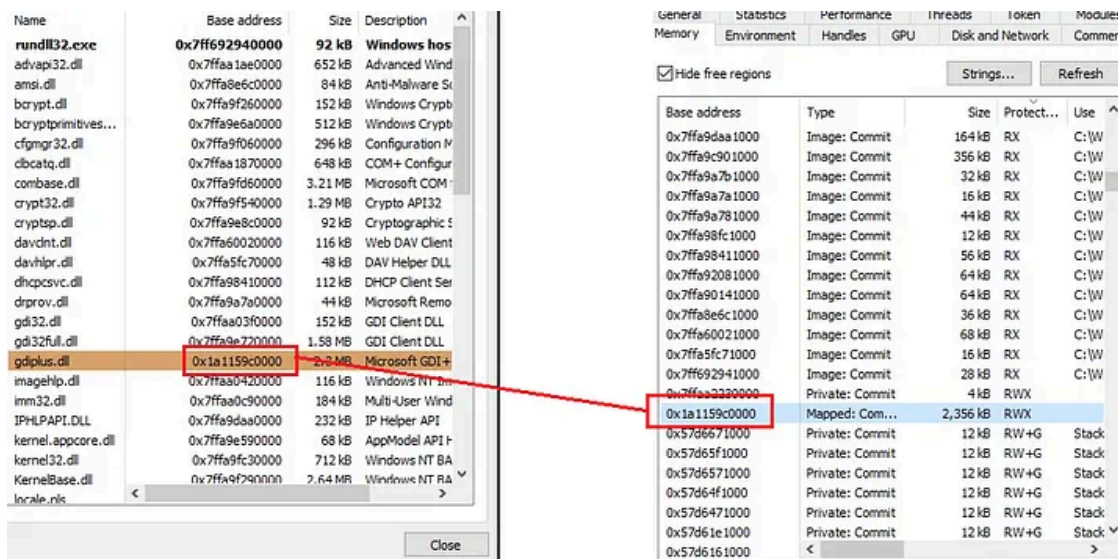 Name Base address Size Description
rundll32.exe 0x7ff692940000 92 kB Windows hos
advapi32.dll 0x7ffaa1ae0000 652 kB Advanced Wind
amsi.dll 0x7ffa8e6c0000 84 kB Anti-Malware Sc
bcrypt.dll 0x7ffa9f260000 152 kB Windows Crypt
bcryptprimitives... 0x7ffa9e6a0000 512 kB Windows Crypt
cfgmgr32.dll 0x7ffa9f060000 296 kB Configuration M
clbcatq.dll 0x7ffaa1870000 648 kB COM+ Configur
combase.dll 0x7ffa9fd60000 3.21 MB Microsoft COM
crypt32.dll 0x7ffa9f540000 1.29 MB Crypto API32
cryptsp.dll 0x7ffa9e8c0000 92 kB Cryptographic S
davclnt.dll 0x7ffa60020000 116 kB Web DAV Client
davhlpr.dll 0x7ffa5fc70000 48 kB DAV Helper DLL
dhcpcsvc.dll 0x7ffa98410000 112 kB DHCP Client Ser
drprov.dll 0x7ffa9a7a0000 44 kB Microsoft Remo
gdi32.dll 0x7ffaa03f0000 152 kB GDI Client DLL
gdi32full.dll 0x7ffa9e720000 1.58 MB GDI Client DLL
gdiplus.dll 0x1a1159c0000 2.3 MB Microsoft GDI+
imagehlp.dll 0x7ffaa0420000 116 kB Windows NT Im
imm32.dll 0x7ffaa0c90000 184 kB Multi-User Wind
IPHLPAPI.DLL 0x7ffa9daa0000 232 kB IP Helper API
kernel.appcore.dll 0x7ffa9e590000 68 kB AppModel API H
kernel32.dll 0x7ffa9fc30000 712 kB Windows NT BA
KernelBase.dll 0x7ffa9f290000 2.64 MB Windows NT BA
locale.nls
Close
General Statistics Performance Threads Token Modules
Memory Environment Handles GPU Disk and Network Commen
Hide free regions Strings... Refresh
Base address Type Size Protect... Use
0x7ffa9daa1000 Image: Commit 164 kB RX C:\W
0x7ffa9c901000 Image: Commit 356 kB RX C:\W
0x7ffa9a7b1000 Image: Commit 32 kB RX C:\W
0x7ffa9a7a1000 Image: Commit 16 kB RX C:\W
0x7ffa9a781000 Image: Commit 44 kB RX C:\W
0x7ffa98fc1000 Image: Commit 12 kB RX C:\W
0x7ffa98411000 Image: Commit 56 kB RX C:\W
0x7ffa92081000 Image: Commit 64 kB RX C:\W
0x7ffa90141000 Image: Commit 64 kB RX C:\W
0x7ffa8e6c1000 Image: Commit 36 kB RX C:\W
0x7ffa60021000 Image: Commit 68 kB RX C:\W
0x7ffa5fc71000 Image: Commit 16 kB RX C:\W
0x7ff692941000 Image: Commit 28 kB RX C:\W
0x7ffaa2230000 Private: Commit 4 kB RWX
0x1a1159c0000 Mapped: Com... 2,356 kB RWX
0x57d6671000 Private: Commit 12 kB RW+G Stack
0x57d65f1000 Private: Commit 12 kB RW+G Stack
0x57d6571000 Private: Commit 12 kB RW+G Stack
0x57d64f1000 Private: Commit 12 kB RW+G Stack
0x57d6471000 Private: Commit 12 kB RW+G Stack
0x57d61e1000 Private: Commit 12 kB RW+G Stack
0x57d6161000